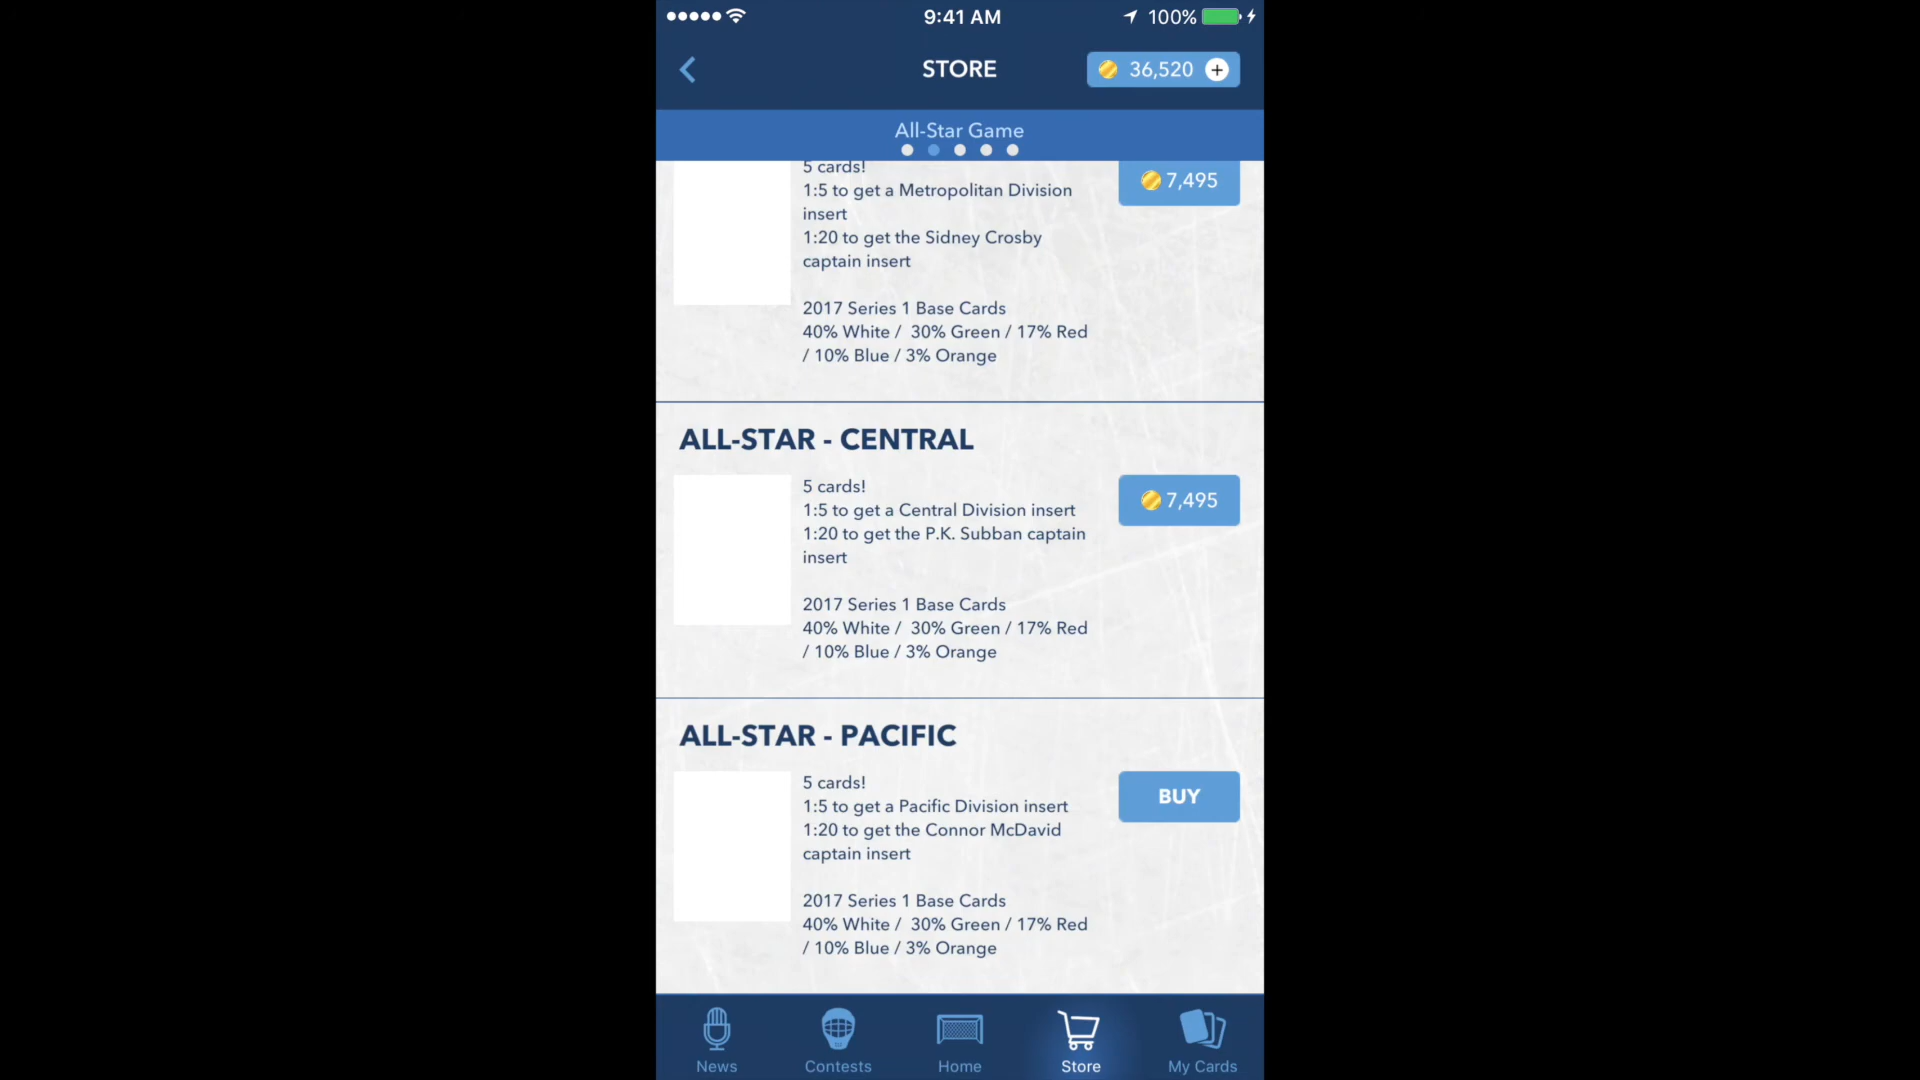 9:41 AM
100%
STORE
36,520
All-Star Game
5 cards!
7,495
1:5 to get a Metropolitan Division
insert
1:20 to get the Sidney Crosby
captain insert
2017 Series 1 Base Cards
40% White /  30% Green / 17% Red
/ 10% Blue / 3% Orange
ALL-STAR - CENTRAL
5 cards!
7,495
1:5 to get a Central Division insert
1:20 to get the P.K. Subban captain
insert
2017 Series 1 Base Cards
40% White /  30% Green / 17% Red
/ 10% Blue / 3% Orange
ALL-STAR - PACIFIC
5 cards!
BUY
1:5 to get a Pacific Division insert
1:20 to get the Connor McDavid
captain insert
2017 Series 1 Base Cards
40% White /  30% Green / 17% Red
/ 10% Blue / 3% Orange
News
Contests
Home
Store
My Cards